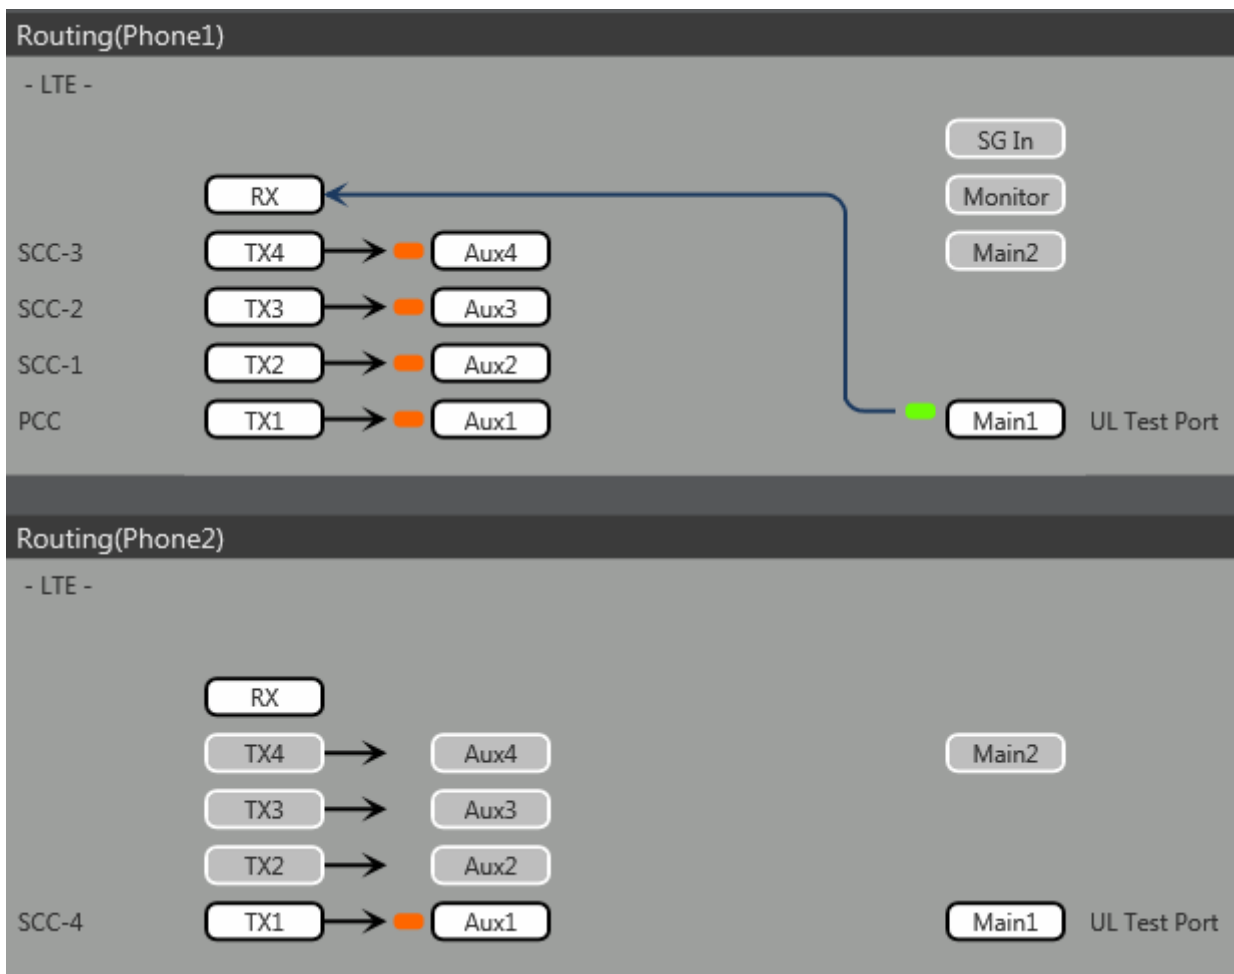 Routing(Phone1)
- LTE -
SG In
RX Monitor
SCC-3 TX4 Aux4 Main2
SCC-2 TX3 Aux3
SCC-1 TX2 Aux2
PCC TX1 Aux1 Main1 UL Test Port
Routing(Phone2)
- LTE -
RX
TX4 Aux4 Main2
TX3 Aux3
TX2 Aux2
SCC-4 TX1 Aux1 Main1 UL Test Port